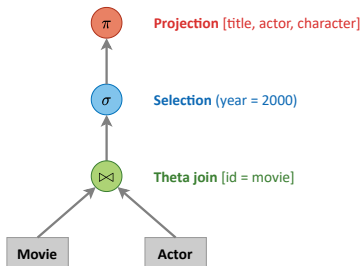 π Projection [title, actor, character]
σ Selection (year = 2000)
⋈ Theta join [id = movie]
Movie Actor